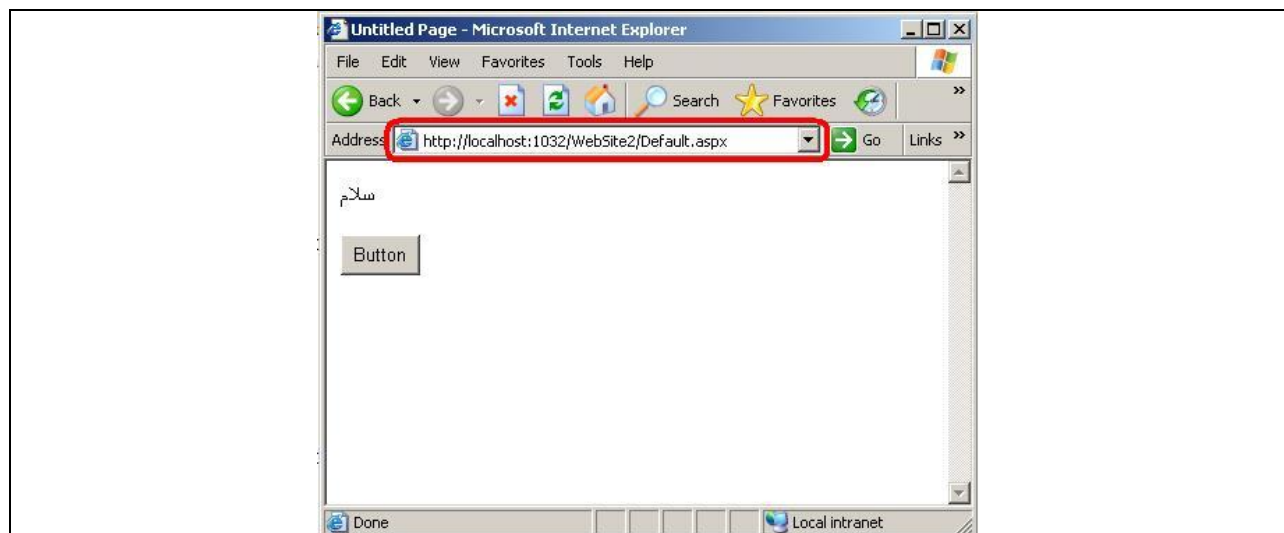 Untitled Page - Microsoft Internet Explorer
File Edit View Favorites Tools Help
Back Search Favorites »
Address http://localhost:1032/WebSite2/Default.aspx Go Links »
سلام
Button
Done Local intranet